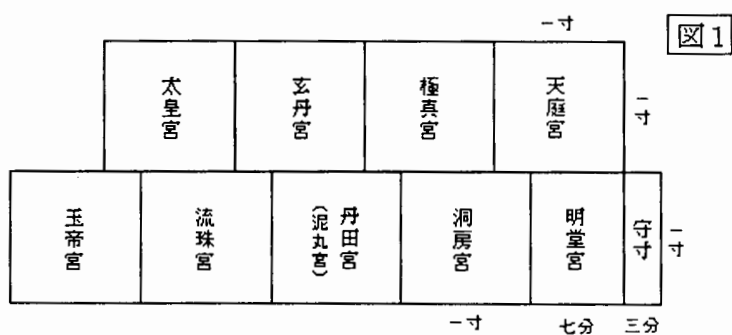 図1
一寸
天庭宮
極真宮
玄丹宮
太皇宮
一寸
守寸
明堂宮
洞房宮
丹田宮
(泥丸宮)
流珠宮
玉帝宮
一寸
一寸
七分
三分